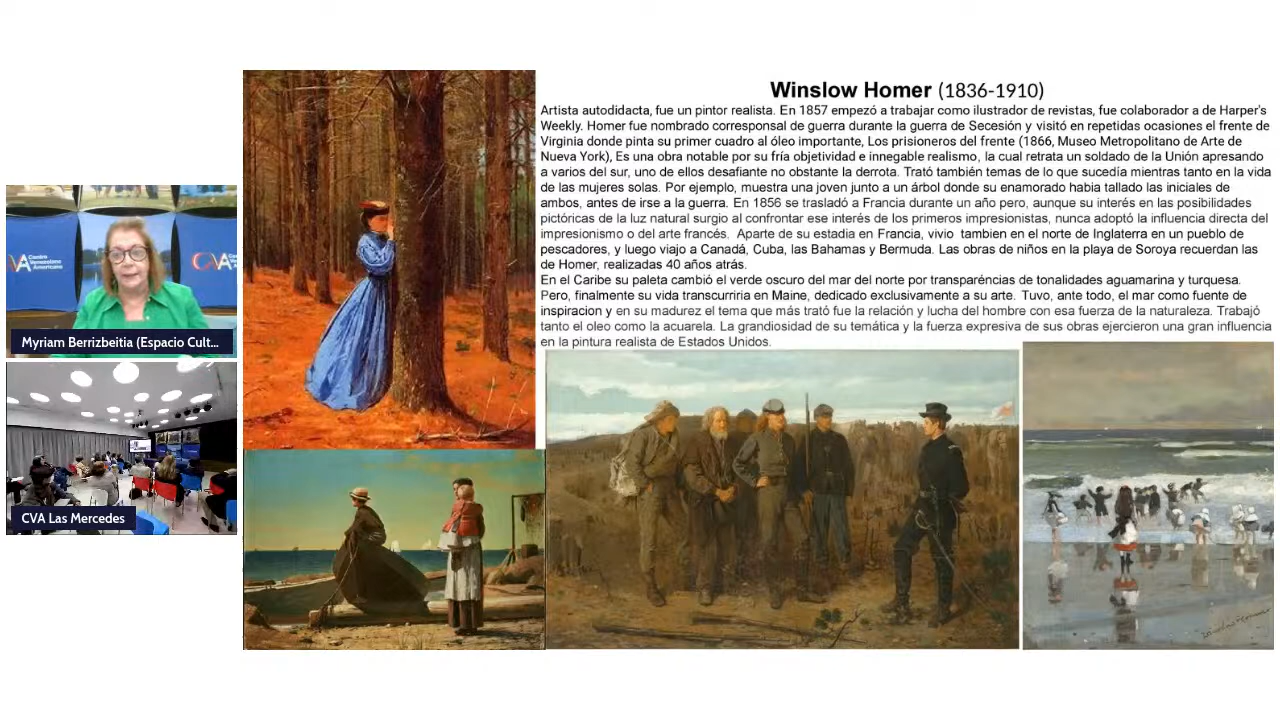 Winslow Homer (1836-1910)
Artista autodidacta, fue un pintor realista. En 1857 empezó a trabajar como ilustrador de revistas, fue colaborador a de Harper's
Weekly. Homer fue nombrado corresponsal de guerra durante la guerra de Secesión y visitó en repetidas ocasiones el frente de
Virginia donde pinta su primer cuadro al óleo importante, Los prisioneros del frente (1866, Museo Metropolitano de Arte de
Nueva York), Es una obra notable por su fría objetividad e innegable realismo, la cual retrata un soldado de la Unión apresando
a varios del sur, uno de ellos desafiante no obstante la derrota. Trató también temas de lo que sucedía mientras tanto en la vida
de las mujeres solas. Por ejemplo, muestra una joven junto a un árbol donde su enamorado habia tallado las iniciales de
ambos, antes de irse a la guerra. En 1856 se trasladó a Francia durante un año pero, aunque su interés en las posibilidades
pictóricas de la luz natural surgio al confrontar ese interés de los primeros impresionistas, nunca adoptó la influencia directa del
impresionismo o del arte francés. Aparte de su estadia en Francia, vivio tambien en el norte de Inglaterra en un pueblo de
pescadores, y luego viajo a Canadá, Cuba, las Bahamas y Bermuda. Las obras de niños en la playa de Soroya recuerdan las
de Homer, realizadas 40 años atrás.
En el Caribe su paleta cambió el verde oscuro del mar del norte por transparéncias de tonalidades aguamarina y turquesa.
Pero, finalmente su vida transcurriria en Maine, dedicado exclusivamente a su arte. Tuvo, ante todo, el mar como fuente de
inspiracion y en su madurez el tema que más trató fue la relación y lucha del hombre con esa fuerza de la naturaleza. Trabajó
tanto el oleo como la acuarela. La grandiosidad de su temática y la fuerza expresiva de sus obras ejercieron una gran influencia
en la pintura realista de Estados Unidos.
VA Centro
Venezolano
Americano
CVA
Myriam Berrizbeitia (Espacio Cult...
CVA Las Mercedes